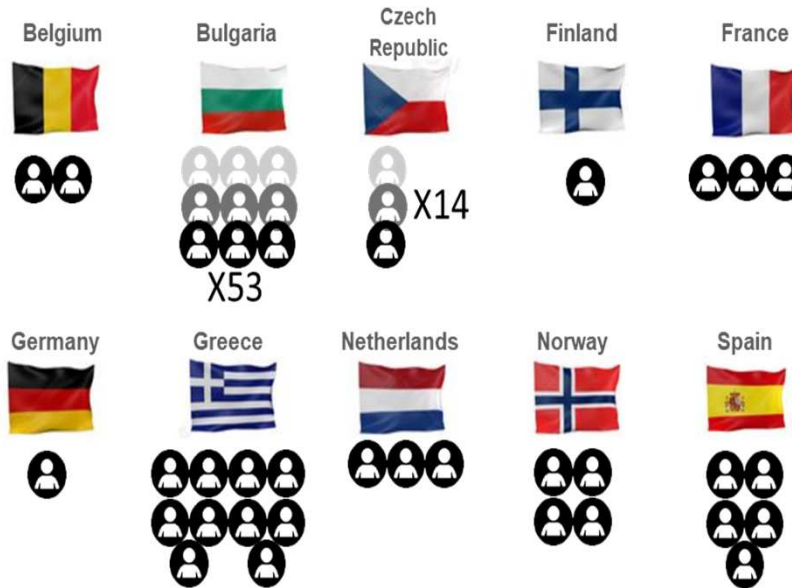 Belgium
Bulgaria
Czech
Republic
Finland
France
X14
X53
Germany
Greece
Netherlands
Norway
Spain